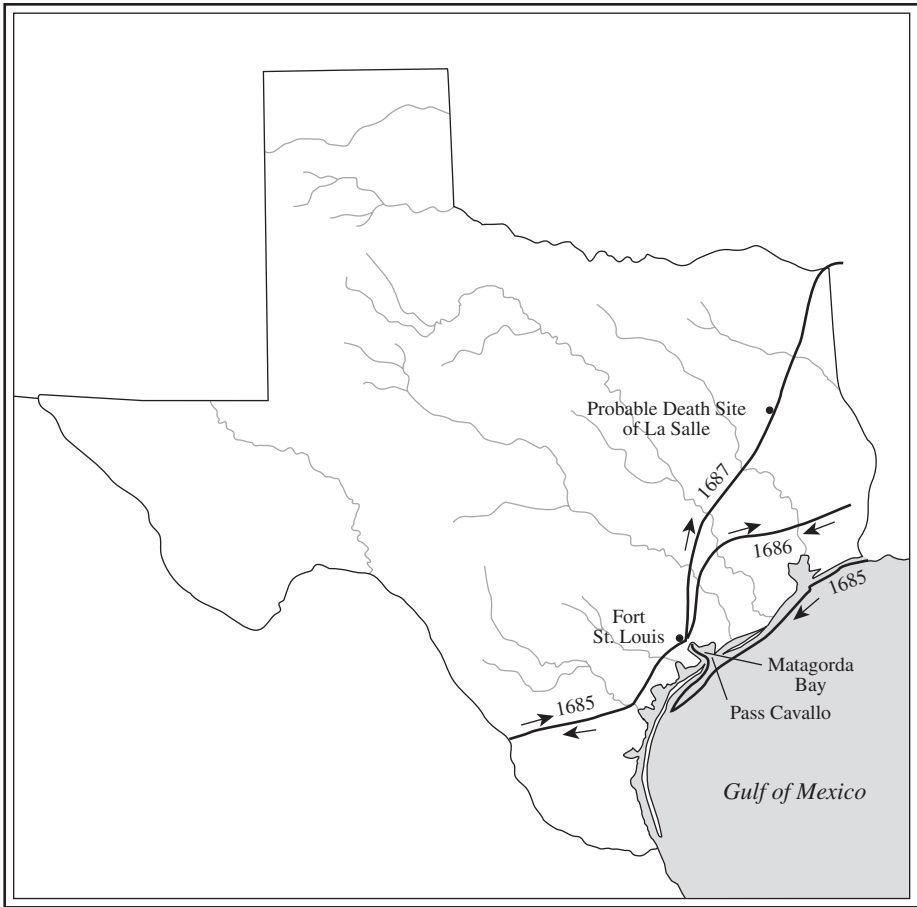 Probable Death Site
of La Salle
1687
1686
1685
Fort
St. Louis
Matagorda
Bay
1685
Pass Cavallo
Gulf of Mexico